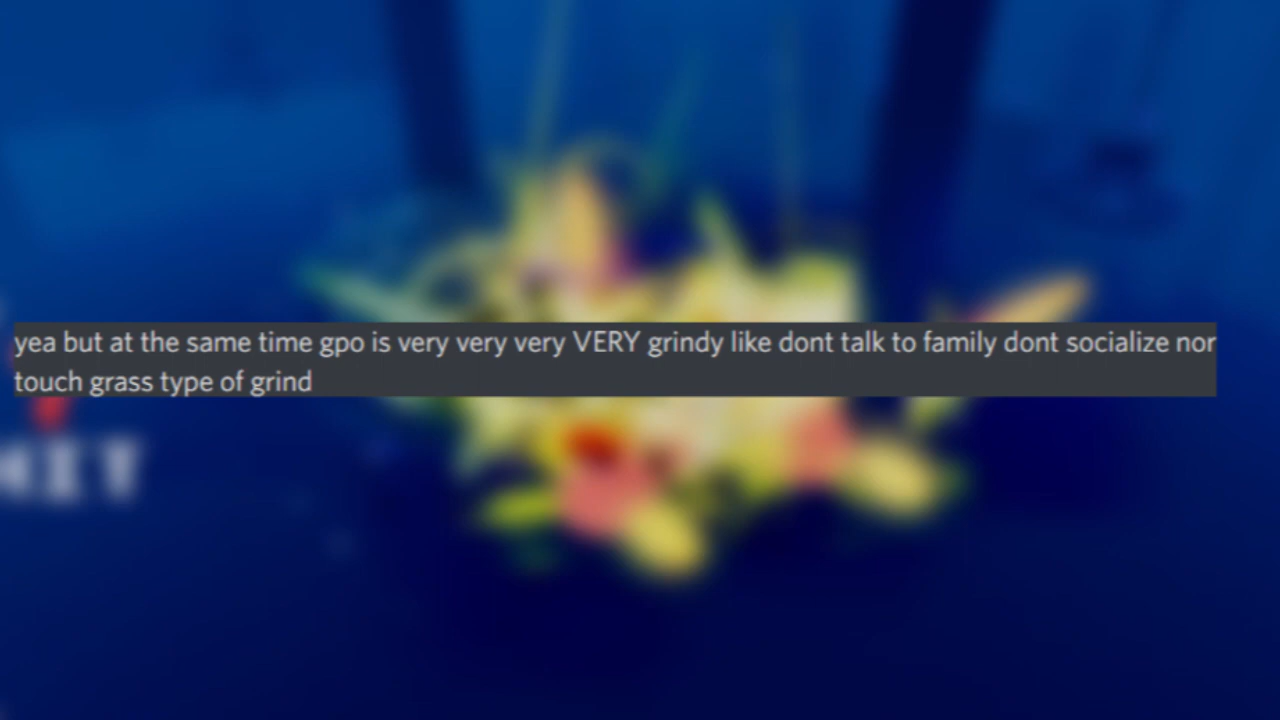 yea but at the same time gpo is very very very VERY grindy like dont talk to family dont socialize nor
touch grass type of grind